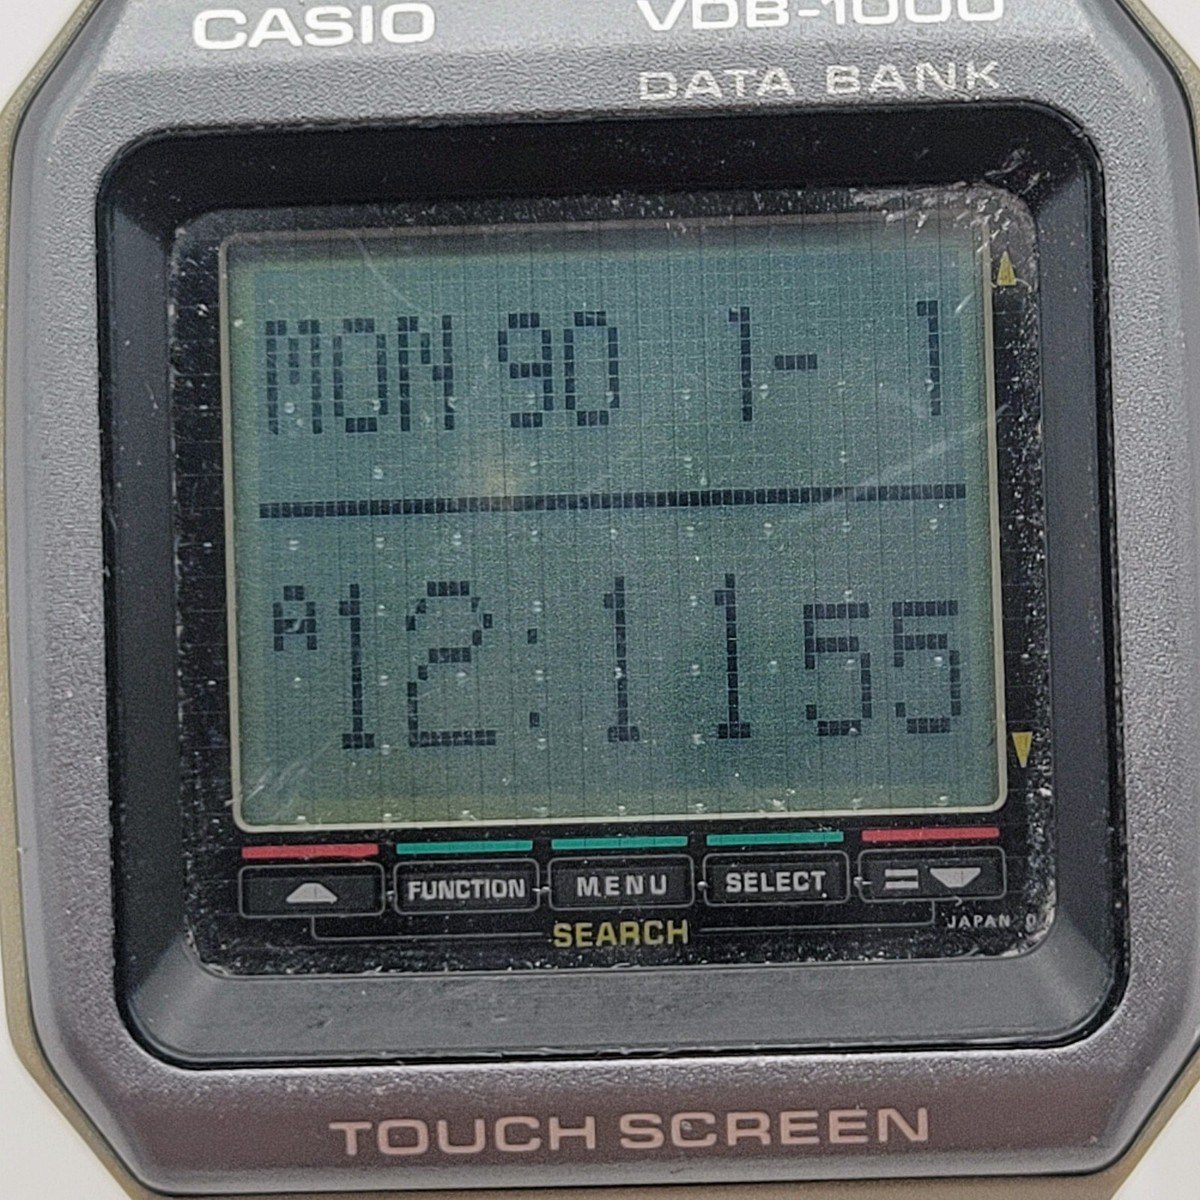 CASIO VDB-1000
DATA BANK
MON 90 1- 1
A 12:11 55
FUNCTION MENU SELECT =
SEARCH
JAPAN
TOUCH SCREEN